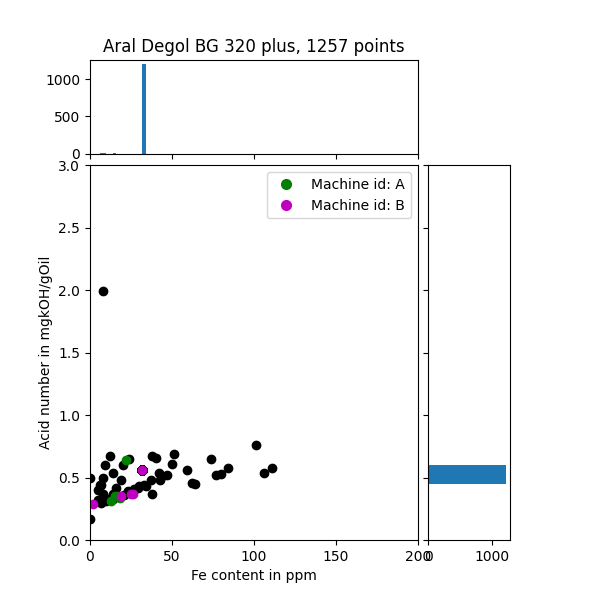 Aral Degol BG 320 plus, 1257 points
1000
500
0
3.0
2.5
2.0
1.5
1.0
0.5
0.0
Acid number in mgkOH/gOil
Machine id: A
Machine id: B
0 50 100 150 200
0 1000
Fe content in ppm